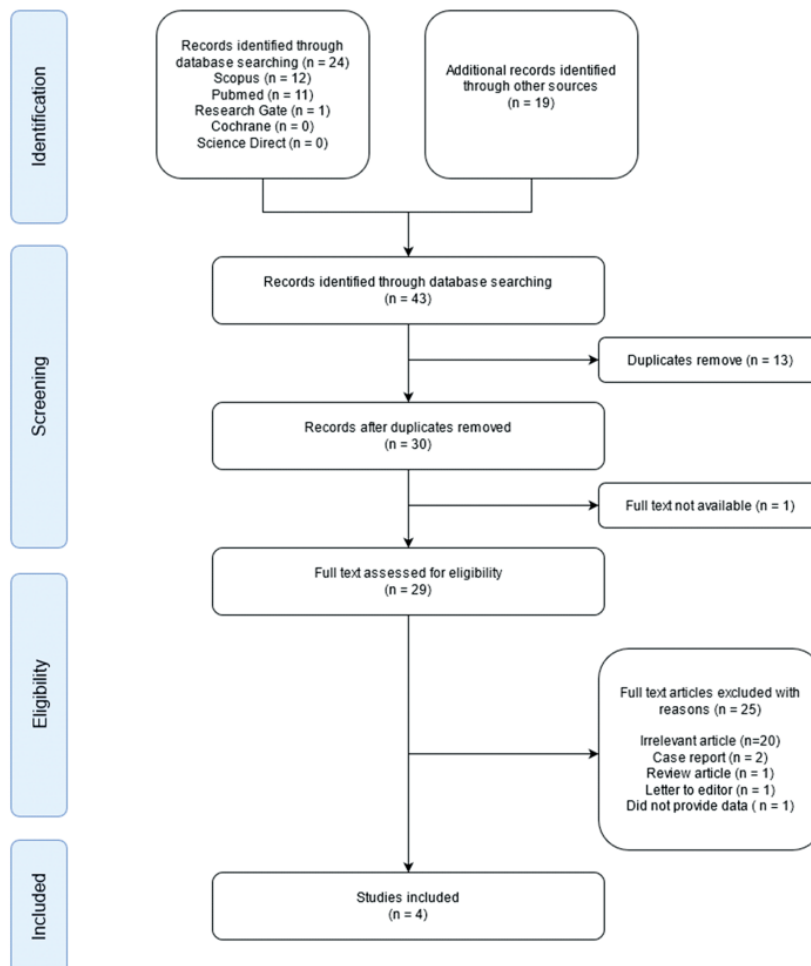 Identification
Records identified through
database searching (n = 24)
Scopus (n = 12)
Pubmed (n = 11)
Research Gate (n = 1)
Cochrane (n = 0)
Science Direct (n = 0)
Additional records identified
through other sources
(n = 19)
Screening
Records identified through database searching
(n = 43)
Duplicates remove (n = 13)
Records after duplicates removed
(n = 30)
Full text not available (n = 1)
Full text assessed for eligibility
(n = 29)
Eligibility
Full text articles excluded with
reasons (n = 25)
Irrelevant article (n=20)
Case report (n = 2)
Review article (n = 1)
Letter to editor (n = 1)
Did not provide data ( n = 1)
Included
Studies included
(n = 4)